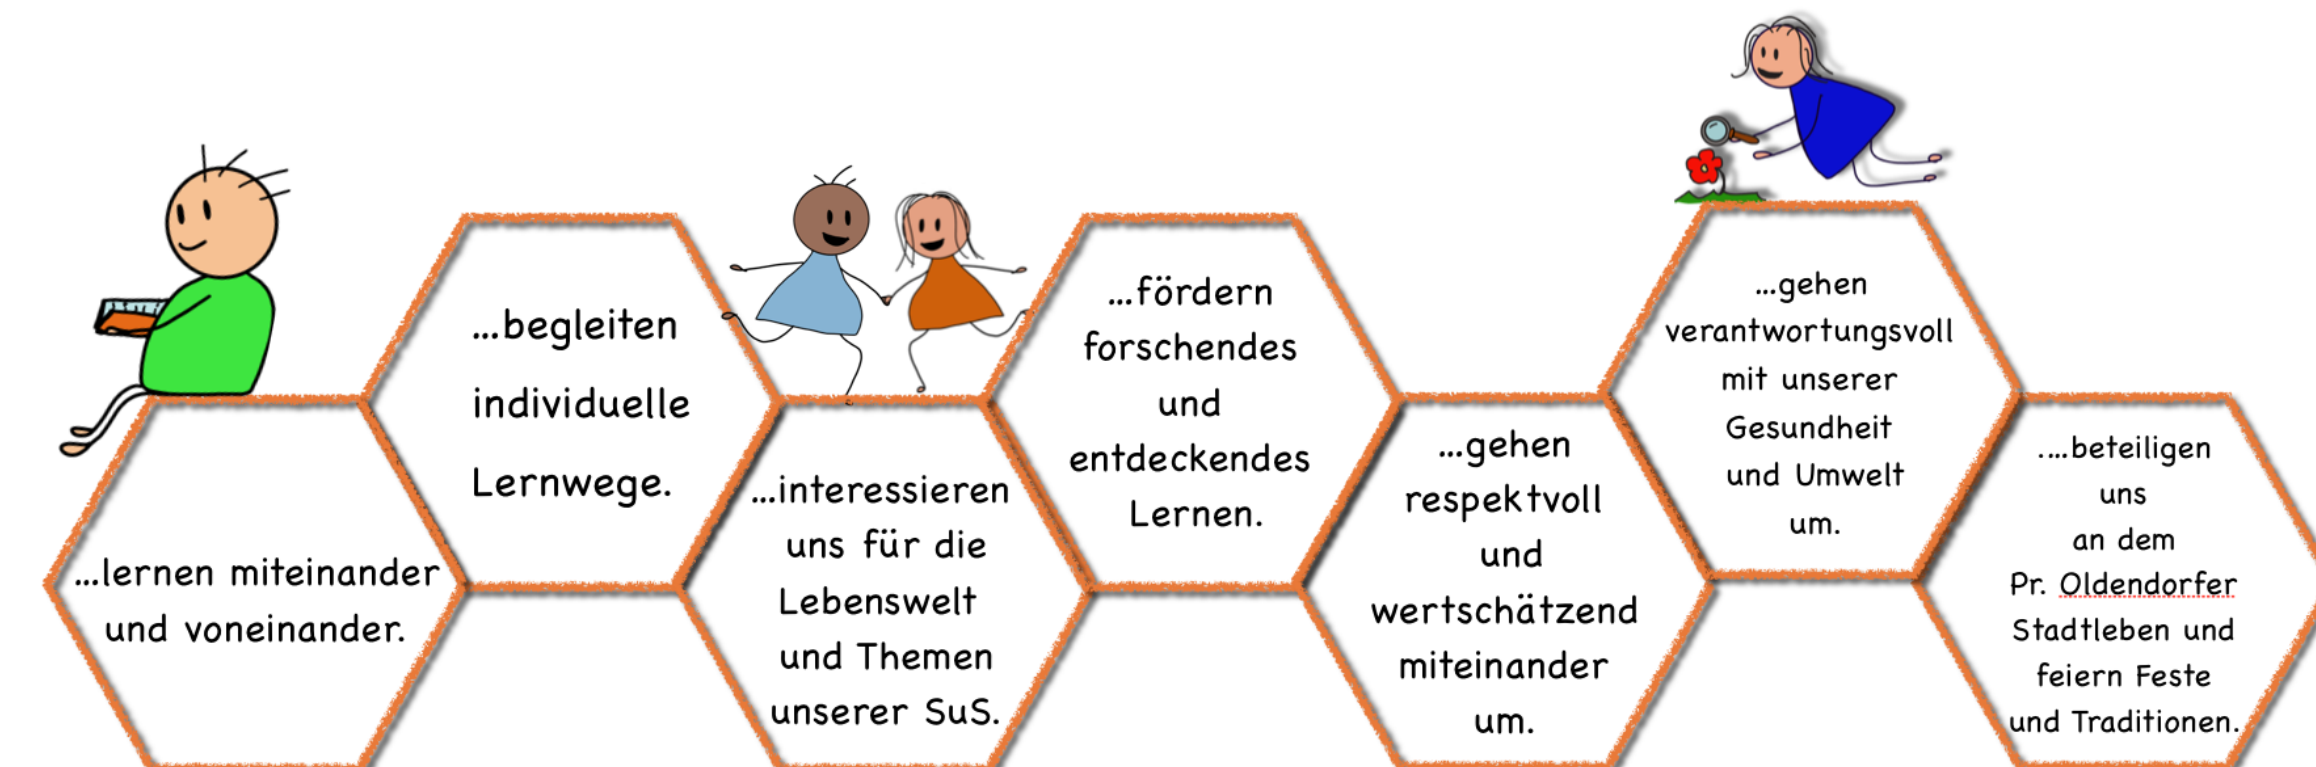 ...lernen miteinander
und voneinander.
...begleiten
individuelle
Lernwege.
...interessieren
uns für die
Lebenswelt
und Themen
unserer SuS.
...fördern
forschendes
und
entdeckendes
Lernen.
...gehen
respektvoll
und
wertschätzend
miteinander
um.
...gehen
verantwortungsvoll
mit unserer
Gesundheit
und Umwelt
um.
....beteiligen
uns
an dem
Pr. Oldendorfer
Stadtleben und
feiern Feste
und Traditionen.